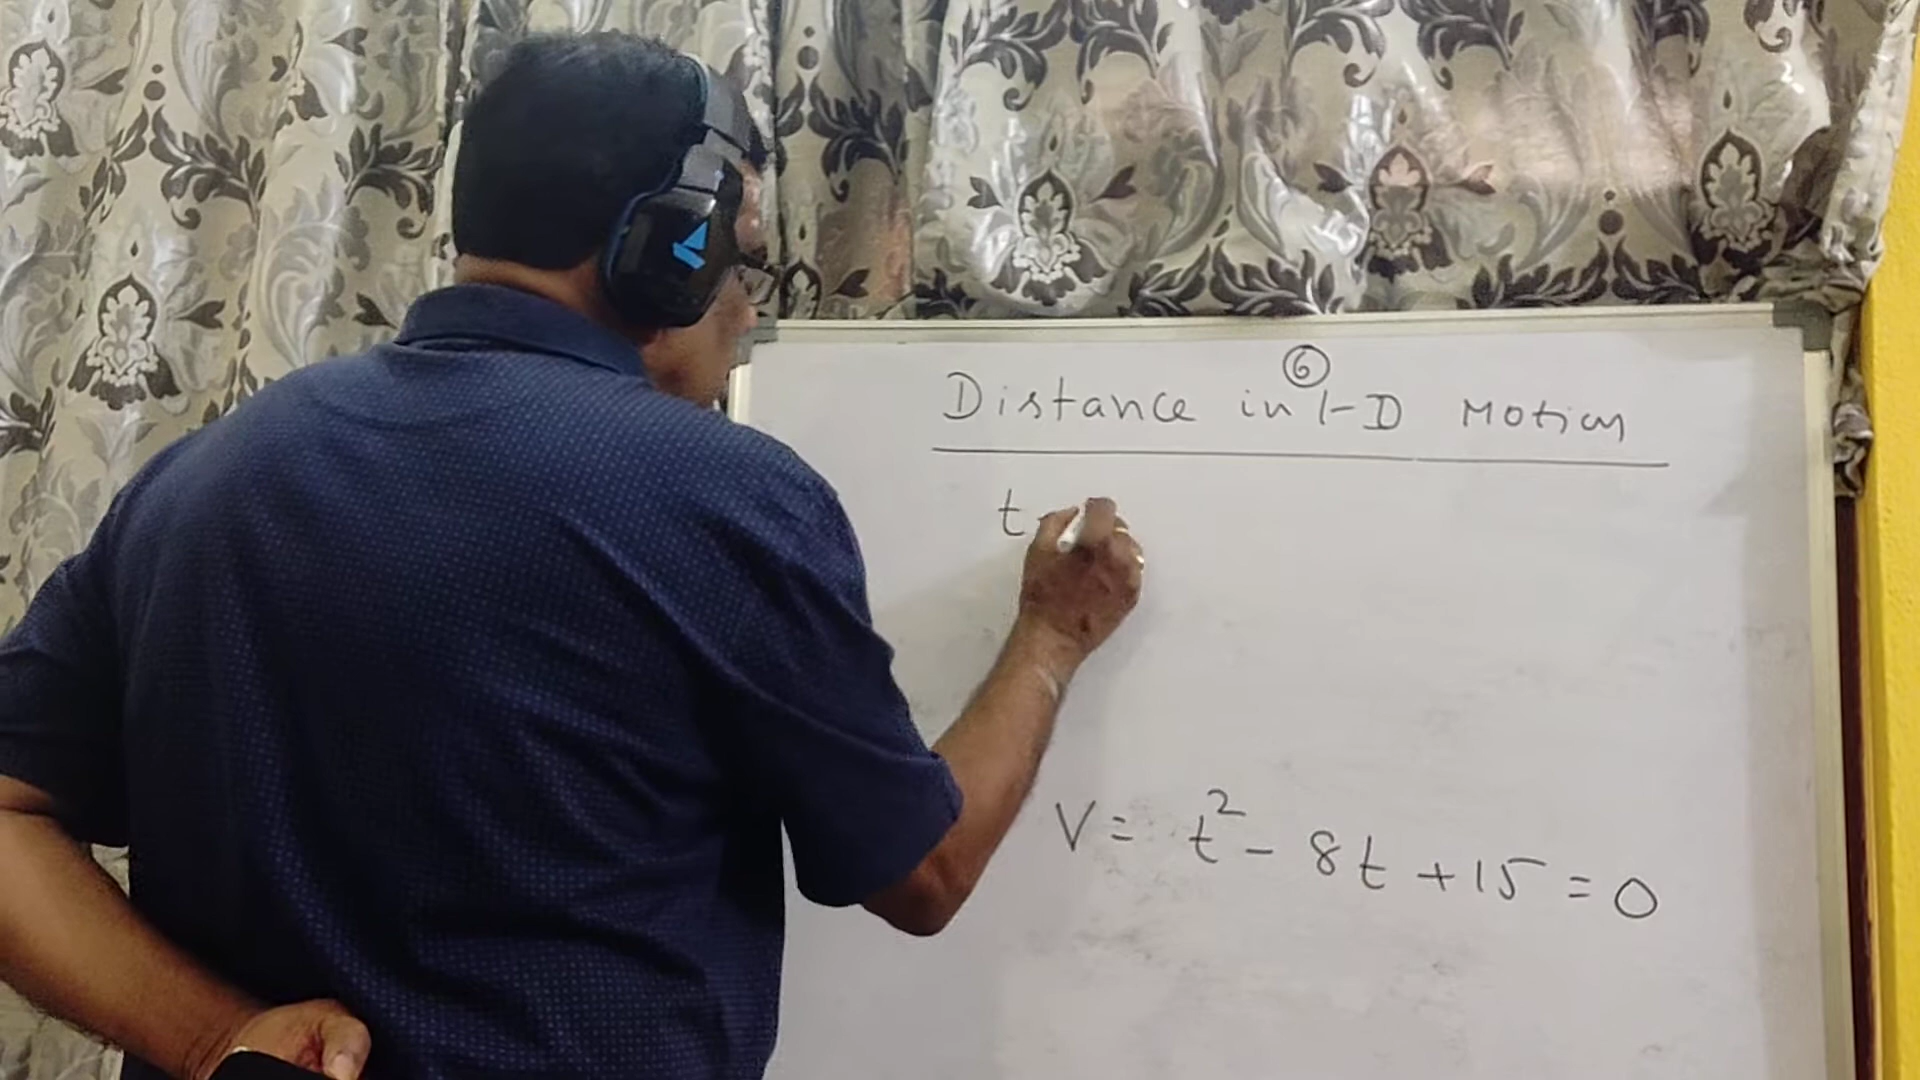 6
Distance in 1-D Motion
t
V = t² - 8t + 15 = 0